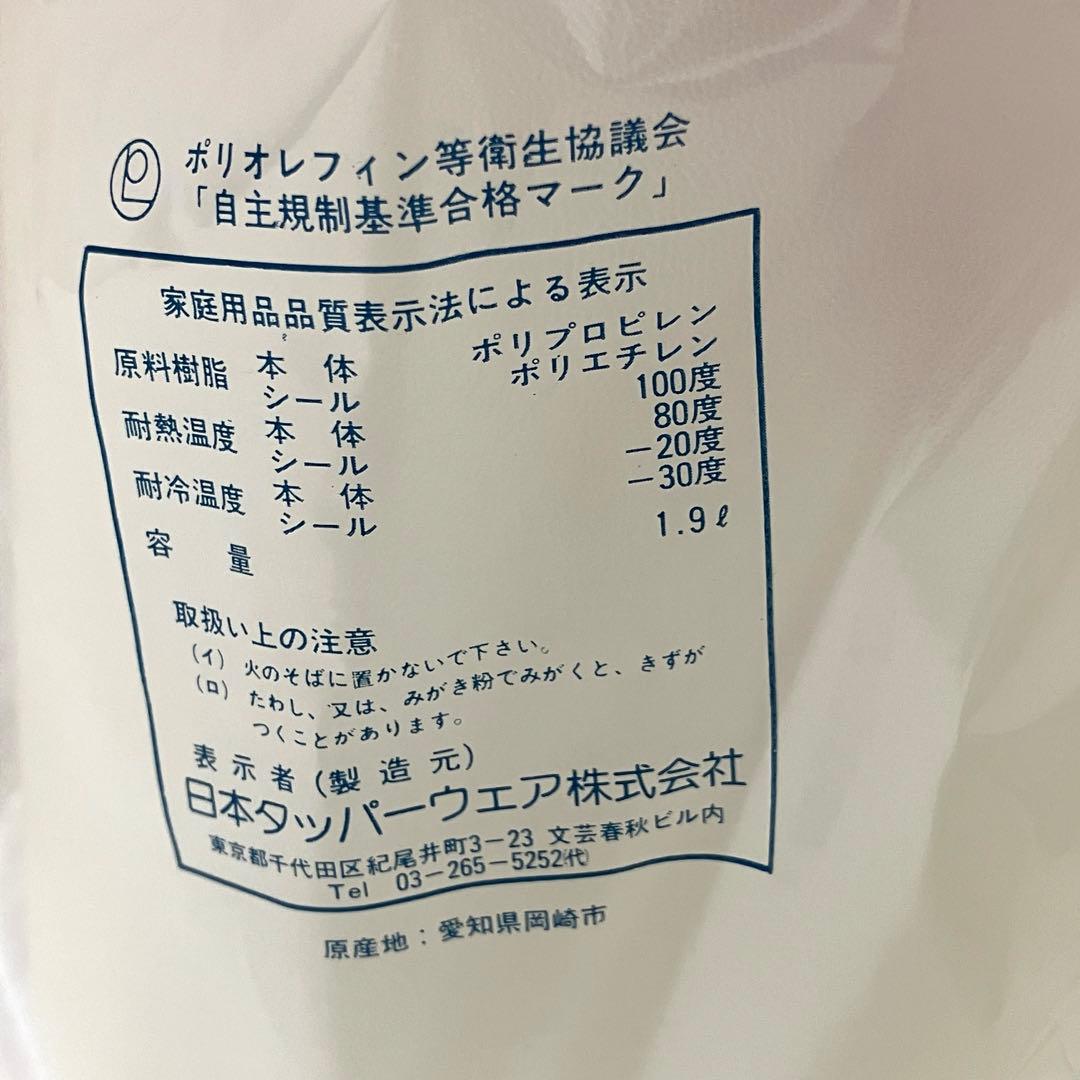 PL ポリオレフィン等衛生協議会
「自主規制基準合格マーク」
家庭用品品質表示法による表示
原料樹脂 本体 ポリプロピレン
シール ポリエチレン
耐熱温度 本体 100度
シール 80度
耐冷温度 本体 −20度
シール −30度
容量 1.9ℓ
取扱い上の注意
(イ) 火のそばに置かないで下さい。
(ロ) たわし、又は、みがき粉でみがくと、きずが
つくことがあります。
表示者(製造元)
日本タッパーウェア株式会社
東京都千代田区紀尾井町3−23 文芸春秋ビル内
Tel 03−265−5252(代)
原産地:愛知県岡崎市